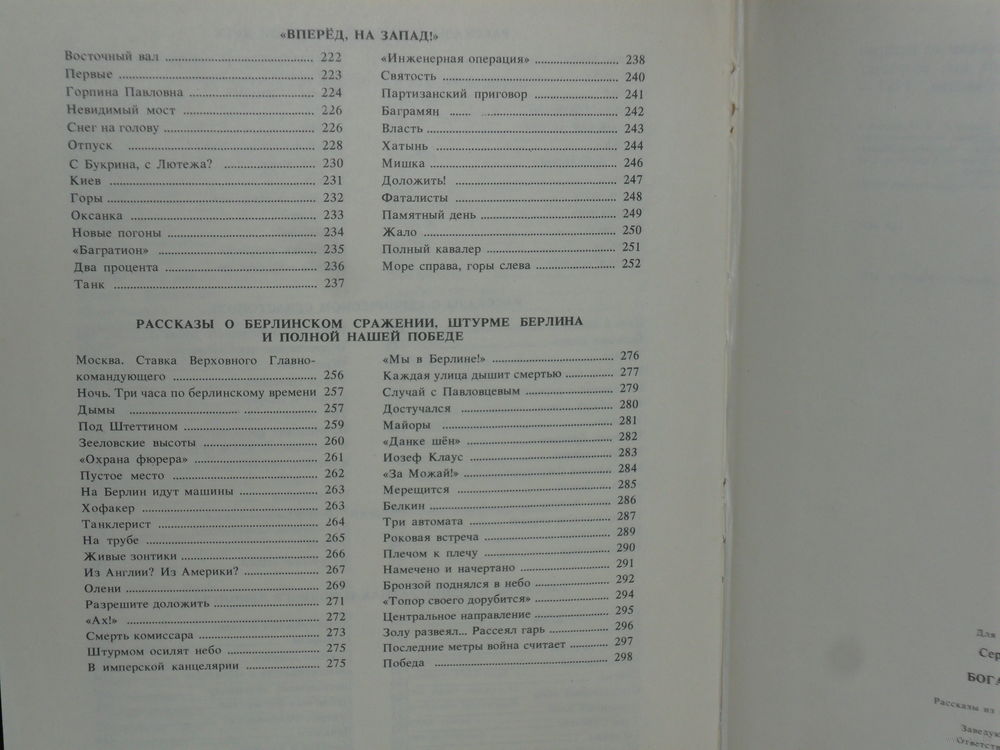 «ВПЕРЁД, НА ЗАПАД!»
Восточный вал 222
Первые 223
Горпина Павловна 224
Невидимый мост 226
Снег на голову 226
Отпуск 228
С Букрина, с Лютежа? 230
Киев 231
Горы 232
Оксанка 233
Новые погоны 234
«Багратион» 235
Два процента 236
Танк 237
«Инженерная операция» 238
Святость 240
Партизанский приговор 241
Баграмян 242
Власть 243
Хатынь 244
Мишка 246
Доложить! 247
Фаталисты 248
Памятный день 249
Жало 250
Полный кавалер 251
Море справа, горы слева 252
РАССКАЗЫ О БЕРЛИНСКОМ СРАЖЕНИИ, ШТУРМЕ БЕРЛИНА
И ПОЛНОЙ НАШЕЙ ПОБЕДЕ
Москва. Ставка Верховного Главно-
командующего 256
Ночь. Три часа по берлинскому времени 257
Дымы 257
Под Штеттином 259
Зееловские высоты 260
«Охрана фюрера» 261
Пустое место 262
На Берлин идут машины 263
Хофакер 263
Танклерист 264
На трубе 265
Живые зонтики 266
Из Англии? Из Америки? 267
Олени 269
Разрешите доложить 271
«Ах!» 272
Смерть комиссара 273
Штурмом осилят небо 275
В имперской канцелярии 275
«Мы в Берлине!» 276
Каждая улица дышит смертью 277
Случай с Павловцевым 279
Достучался 280
Майоры 281
«Данке шён» 282
Иозеф Клаус 283
«За Можай!» 284
Мерещится 285
Белкин 286
Три автомата 287
Роковая встреча 289
Плечом к плечу 290
Намечено и начертано 291
Бронзой поднялся в небо 292
«Топор своего дорубится» 294
Центральное направление 295
Золу развеял... Рассеял гарь 296
Последние метры война считает 297
Победа 298
Для
Сер
БОГА
Рассказы из
Заведу
Ответст